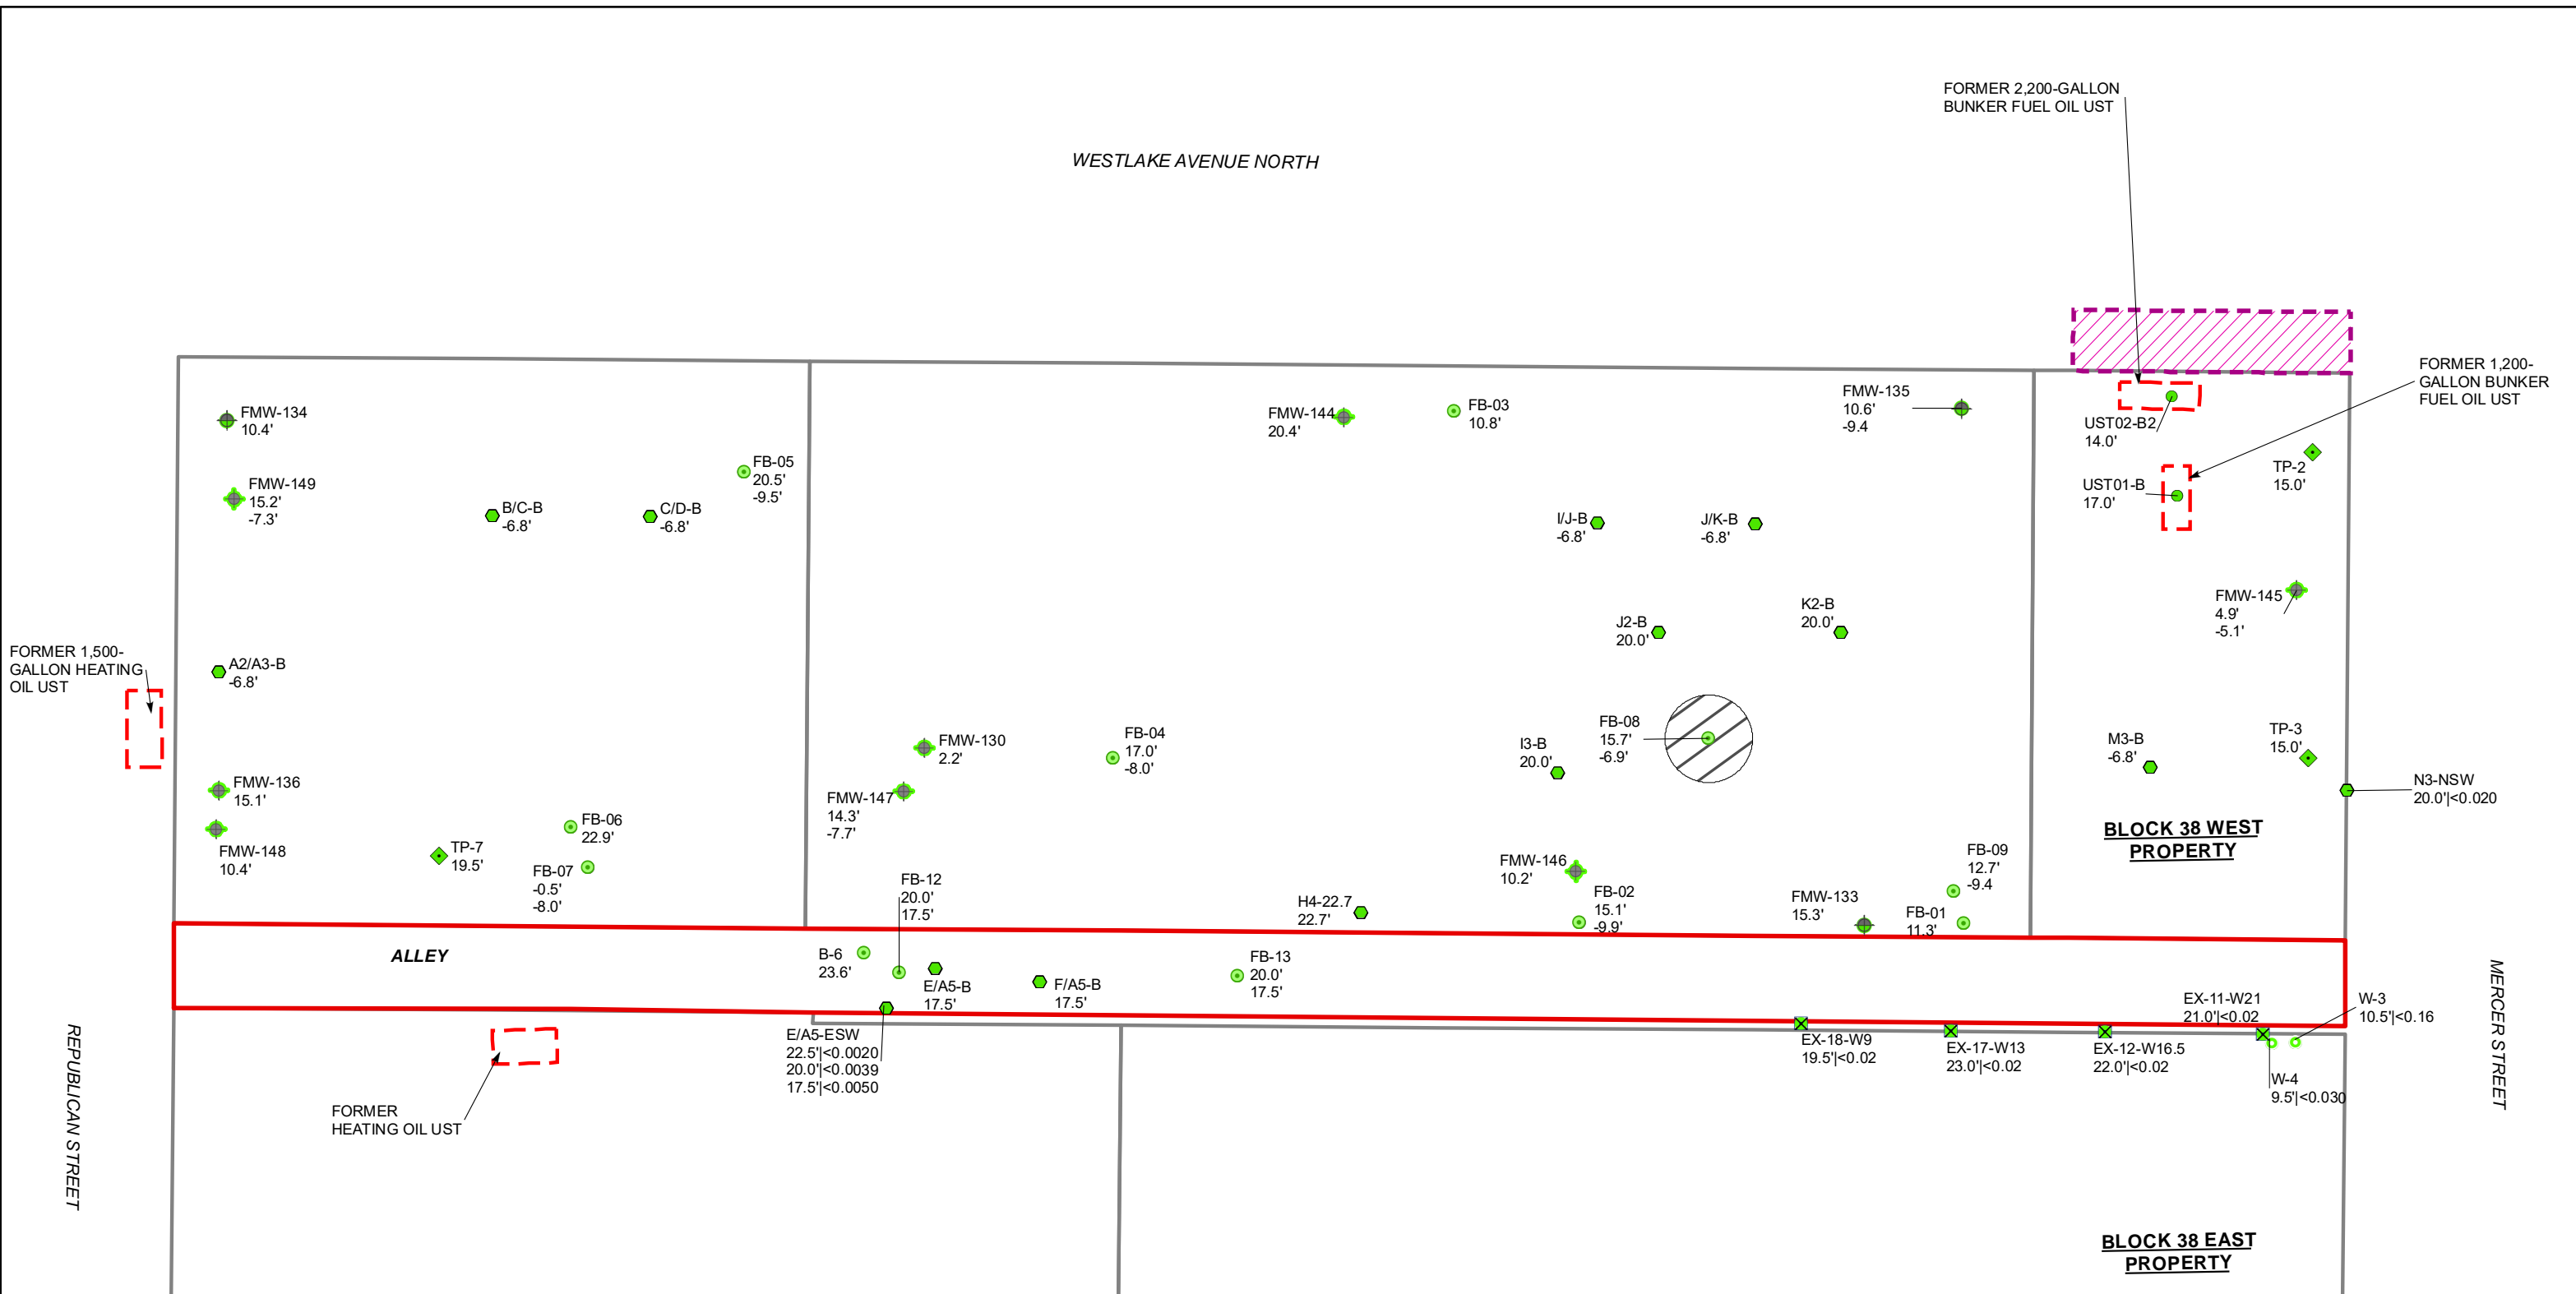 FORMER 2,200-GALLON
BUNKER FUEL OIL UST
WESTLAKE AVENUE NORTH
FORMER 1,200-
GALLON BUNKER
FUEL OIL UST
FMW-134
10.4'
FMW-149
15.2'
-7.3'
B/C-B
-6.8'
C/D-B
-6.8'
FB-05
20.5'
-9.5'
FMW-144
20.4'
FB-03
10.8'
FMW-135
10.6'
-9.4
UST02-B2
14.0'
TP-2
15.0'
UST01-B
17.0'
I/J-B
-6.8'
J/K-B
-6.8'
FMW-145
4.9'
-5.1'
J2-B
20.0'
K2-B
20.0'
FORMER 1,500-
GALLON HEATING
OIL UST
A2/A3-B
-6.8'
FMW-130
2.2'
FB-04
17.0'
-8.0'
I3-B
20.0'
FB-08
15.7'
-6.9'
M3-B
-6.8'
TP-3
15.0'
N3-NSW
20.0'|<0.020
FMW-136
15.1'
FMW-148
10.4'
FMW-147
14.3'
-7.7'
FB-06
22.9'
TP-7
19.5'
FB-07
-0.5'
-8.0'
BLOCK 38 WEST
PROPERTY
FMW-146
10.2'
FB-02
15.1'
-9.9'
H4-22.7
22.7'
FMW-133
15.3'
FB-09
12.7'
-9.4
FB-01
11.3'
FB-12
20.0'
17.5'
ALLEY
B-6
23.6'
E/A5-B
17.5'
F/A5-B
17.5'
FB-13
20.0'
17.5'
E/A5-ESW
22.5'|<0.0020
20.0'|<0.0039
17.5'|<0.0050
EX-18-W9
19.5'|<0.02
EX-17-W13
23.0'|<0.02
EX-12-W16.5
22.0'|<0.02
EX-11-W21
21.0'|<0.02
W-3
10.5'|<0.16
W-4
9.5'|<0.030
MERCER STREET
REPUBLICAN STREET
FORMER
HEATING OIL UST
BLOCK 38 EAST
PROPERTY